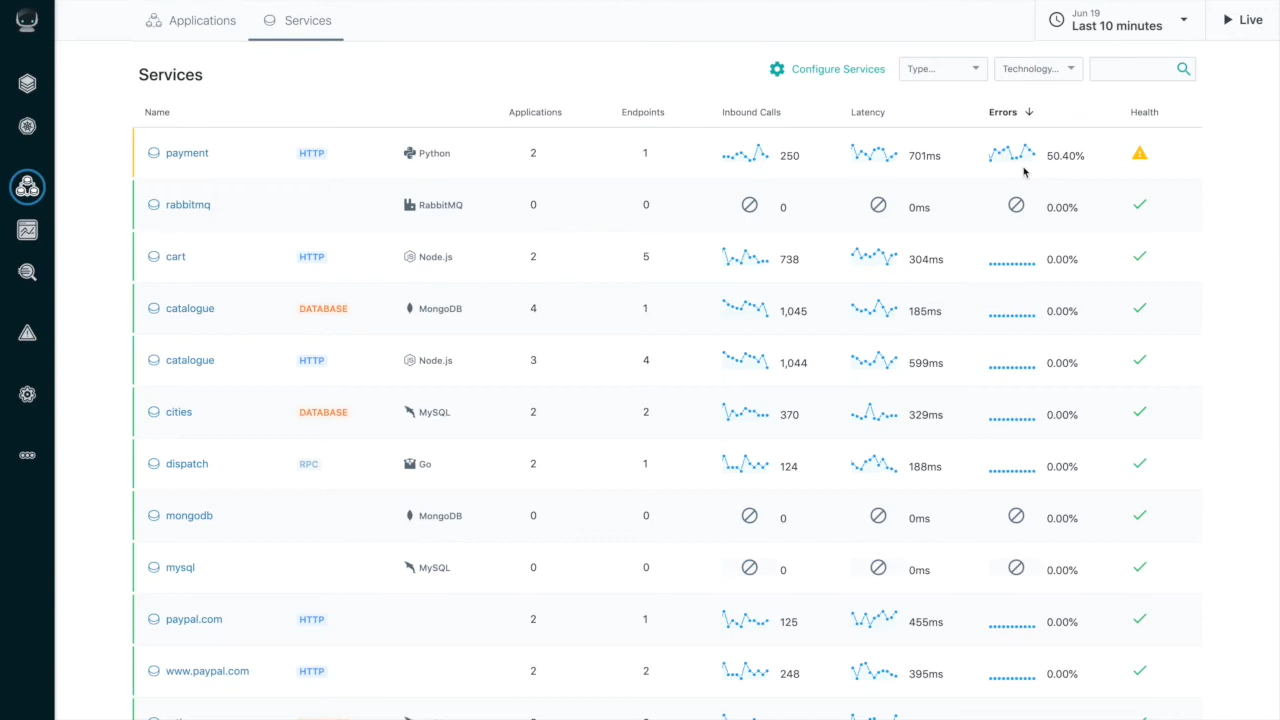 Applications
Services
Jun 19
Last 10 minutes
Live
Services
Configure Services
Type...
Technology...
Name Applications Endpoints Inbound Calls Latency Errors Health
payment HTTP Python 2 1 250 701ms 50.40%
rabbitmq RabbitMQ 0 0 0 0ms 0.00%
cart HTTP Node.js 2 5 738 304ms 0.00%
catalogue DATABASE MongoDB 4 1 1,045 185ms 0.00%
catalogue HTTP Node.js 3 4 1,044 599ms 0.00%
cities DATABASE MySQL 2 2 370 329ms 0.00%
dispatch RPC Go 2 1 124 188ms 0.00%
mongodb MongoDB 0 0 0 0ms 0.00%
mysql MySQL 0 0 0 0ms 0.00%
paypal.com HTTP 2 1 125 455ms 0.00%
www.paypal.com HTTP 2 2 248 395ms 0.00%